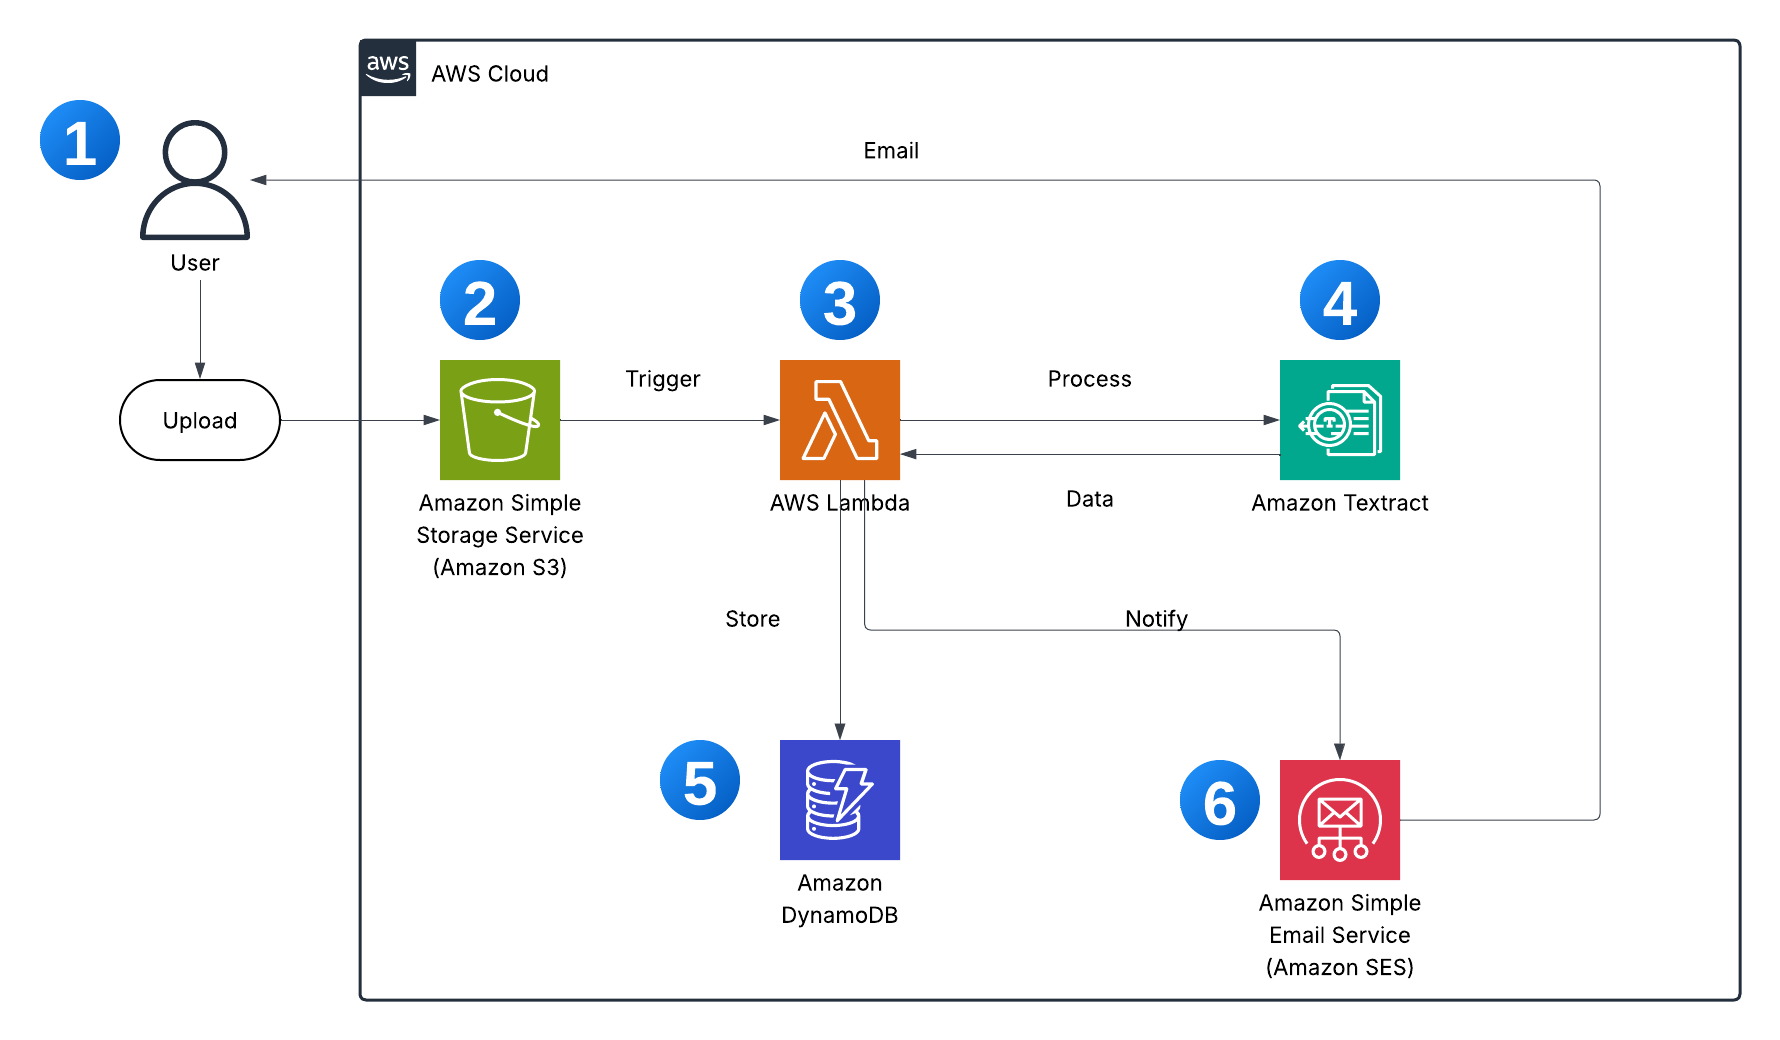 aws
AWS Cloud
1
Email
User
2
3
4
Upload
Trigger
Process
Amazon Simple
Storage Service
(Amazon S3)
AWS Lambda
Data
Amazon Textract
Store
Notify
5
6
Amazon
DynamoDB
Amazon Simple
Email Service
(Amazon SES)